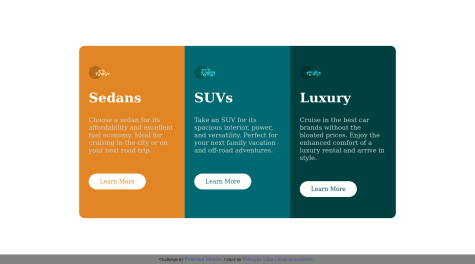 Sedans
Choose a sedan for its
affordability and excellent
fuel economy. Ideal for
cruising in the city or on
your next road trip.
Learn More
SUVs
Take an SUV for its
spacious interior, power,
and versatility. Perfect for
your next family vacation
and off-road adventures.
Learn More
Luxury
Cruise in the best car
brands without the
bloated prices. Enjoy the
enhanced comfort of a
luxury rental and arrive in
style.
Learn More
Challenge by Frontend Mentor. Coded by